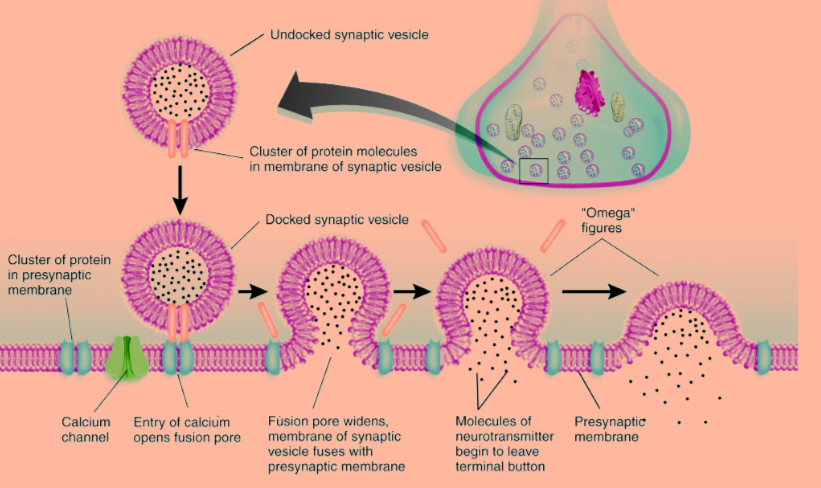 Undocked synaptic vesicle
Cluster of protein molecules
in membrane of synaptic vesicle
Docked synaptic vesicle
"Omega"
figures
Cluster of protein
in presynaptic
membrane
Calcium
channel
Entry of calcium
opens fusion pore
Fusion pore widens,
membrane of synaptic
vesicle fuses with
presynaptic membrane
Molecules of
neurotransmitter
begin to leave
terminal button
Presynaptic
membrane